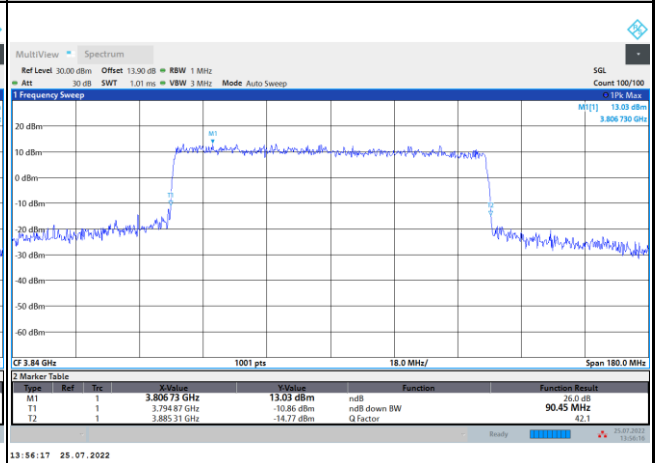 MultiView Spectrum
Ref Level 30.00 dBm Offset 13.90 dB RBW 1 MHz SGL
Att 30 dB SWT 1.01 ms VBW 3 MHz Mode Auto Sweep Count 100/100
1 Frequency Sweep 1Pk Max
M1[1] 13.03 dBm
3.806 730 GHz
20 dBm
M1
10 dBm
0 dBm
-10 dBm
-20 dBm
-30 dBm
-40 dBm
-50 dBm
-60 dBm
CF 3.84 GHz 1001 pts 18.0 MHz/ Span 180.0 MHz
2 Marker Table
Type Ref Trc X-Value Y-Value Function Function Result
M1 1 3.806 73 GHz 13.03 dBm ndB 26.0 dB
T1 1 3.794 87 GHz -10.86 dBm ndB down BW 90.45 MHz
T2 1 3.885 31 GHz -14.77 dBm Q Factor 42.1
Ready 25.07.2022
13:56:16
13:56:17 25.07.2022